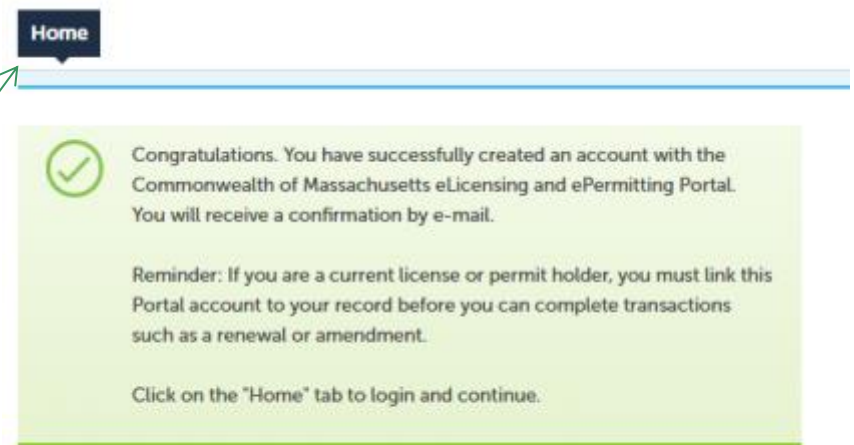 Home
Congratulations. You have successfully created an account with the
Commonwealth of Massachusetts eLicensing and ePermitting Portal.
You will receive a confirmation by e-mail.
Reminder: If you are a current license or permit holder, you must link this
Portal account to your record before you can complete transactions
such as a renewal or amendment.
Click on the "Home" tab to login and continue.